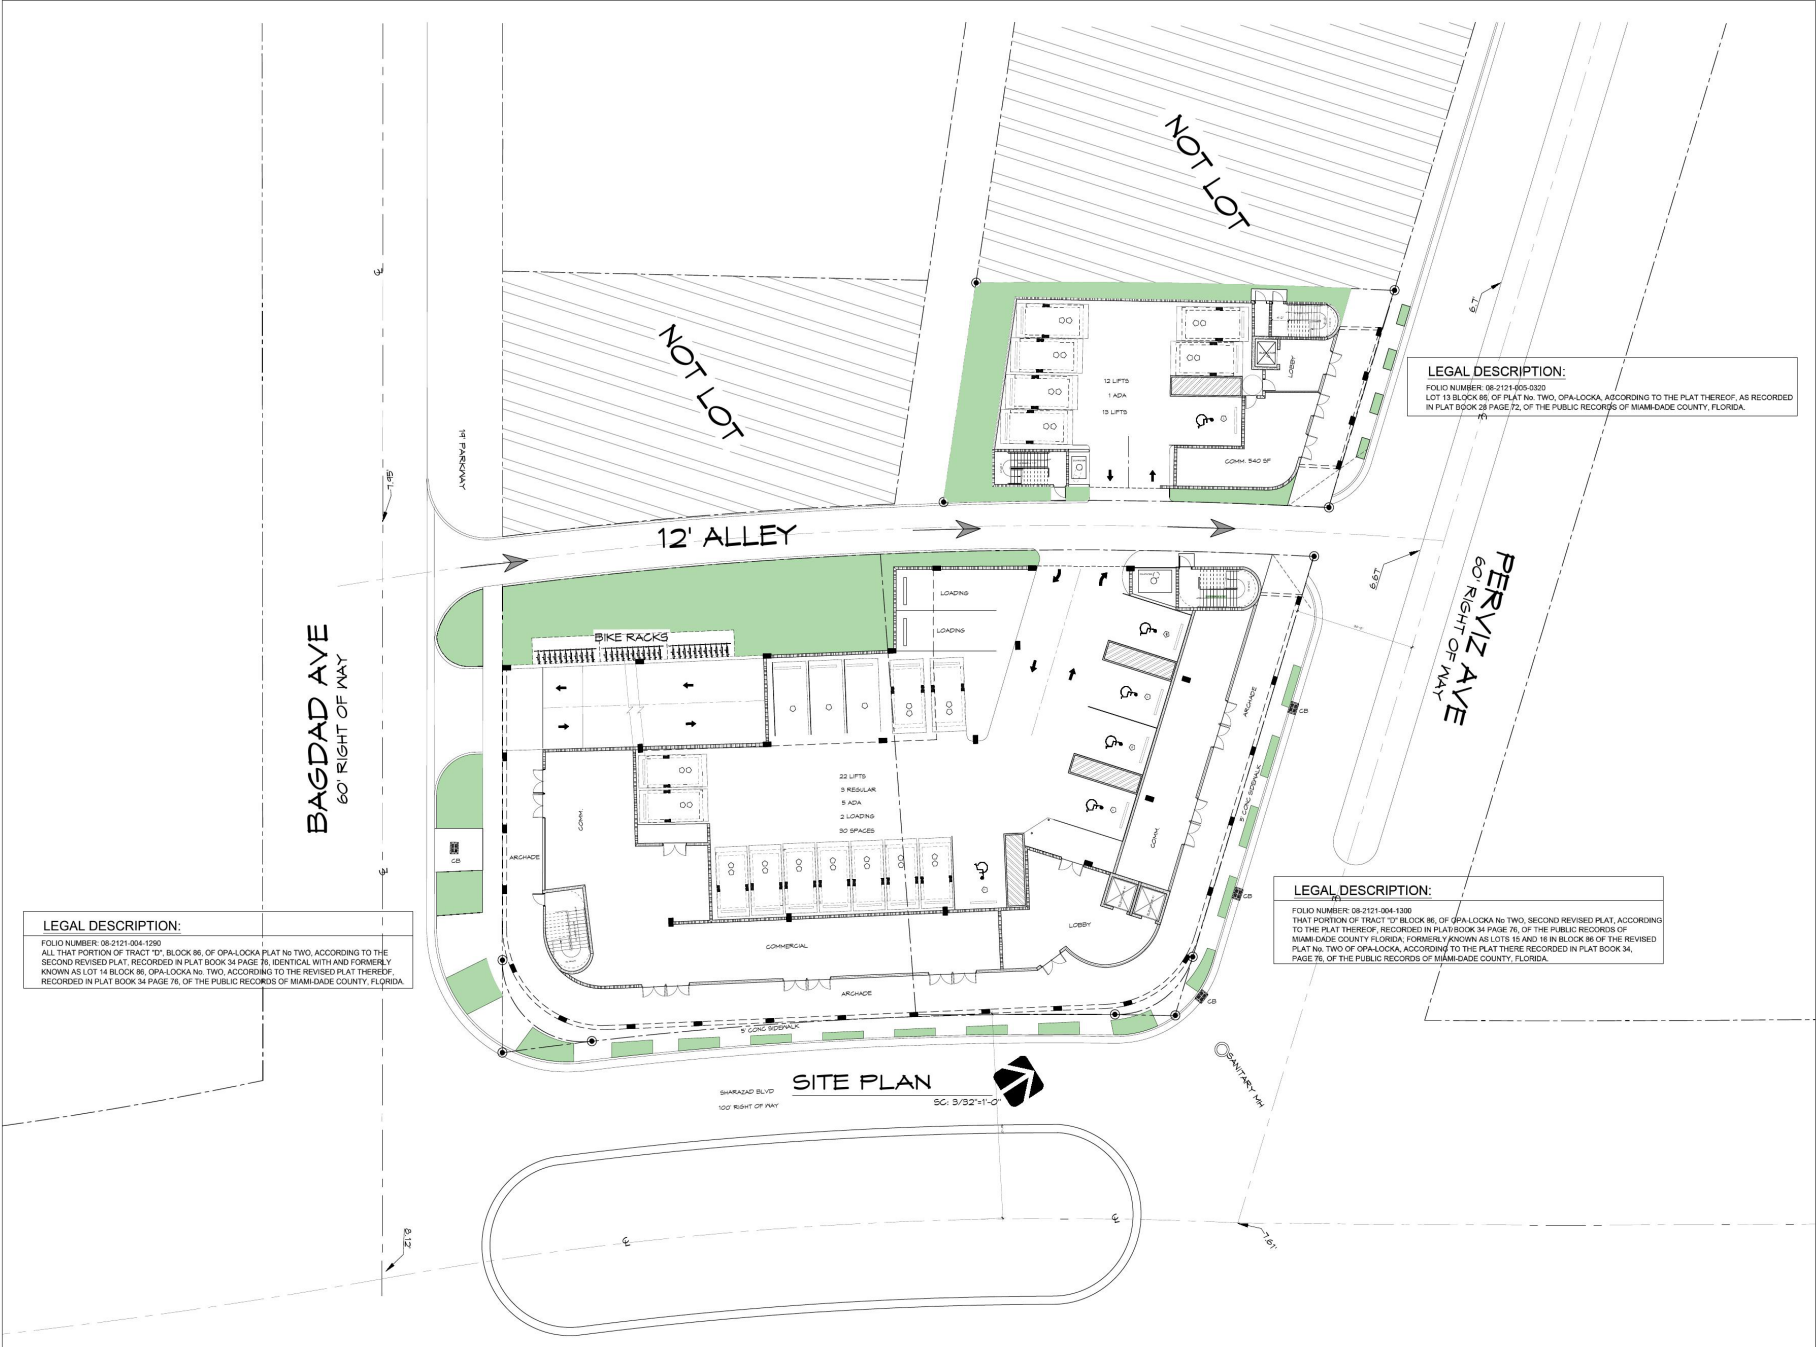 NOT LOT
NOT LOT
6.7'
LEGAL DESCRIPTION:
FOLIO NUMBER: 08-2121-005-0320
LOT 13 BLOCK 86, OF PLAT No. TWO, OPA-LOCKA, ACCORDING TO THE PLAT THEREOF, AS RECORDED
IN PLAT BOOK 28 PAGE 72, OF THE PUBLIC RECORDS OF MIAMI-DADE COUNTY, FLORIDA.
12 LIFTS
1 ADA
13 LIFTS
LOBBY
COMM. 540 SF
19' PARKWAY
7.95'
12' ALLEY
6.67'
PERVIZ AVE
60' RIGHT OF WAY
BAGDAD AVE
60' RIGHT OF WAY
LOADING
LOADING
BIKE RACKS
ARCHADE
CB
5' CONC SIDEWALK
22 LIFTS
3 REGULAR
5 ADA
2 LOADING
30 SPACES
COMM.
COMM.
ARCHADE
CB
CB
LOBBY
COMMERCIAL
ARCHADE
CB
5' CONC SIDEWALK
LEGAL DESCRIPTION:
FOLIO NUMBER: 08-2121-004-1290
ALL THAT PORTION OF TRACT "D", BLOCK 86, OF OPA-LOCKA PLAT No TWO, ACCORDING TO THE
SECOND REVISED PLAT, RECORDED IN PLAT BOOK 34 PAGE 76, IDENTICAL WITH AND FORMERLY
KNOWN AS LOT 14 BLOCK 86, OPA-LOCKA No. TWO, ACCORDING TO THE REVISED PLAT THEREOF,
RECORDED IN PLAT BOOK 34 PAGE 76, OF THE PUBLIC RECORDS OF MIAMI-DADE COUNTY, FLORIDA.
LEGAL DESCRIPTION:
FOLIO NUMBER: 08-2121-004-1300
THAT PORTION OF TRACT "D" BLOCK 86, OF OPA-LOCKA No TWO, SECOND REVISED PLAT, ACCORDING
TO THE PLAT THEREOF, RECORDED IN PLAT BOOK 34 PAGE 76, OF THE PUBLIC RECORDS OF
MIAMI-DADE COUNTY FLORIDA; FORMERLY KNOWN AS LOTS 15 AND 16 IN BLOCK 86 OF THE REVISED
PLAT No. TWO OF OPA-LOCKA, ACCORDING TO THE PLAT THERE RECORDED IN PLAT BOOK 34,
PAGE 76, OF THE PUBLIC RECORDS OF MIAMI-DADE COUNTY, FLORIDA.
SANITARY MH
SHARAZAD BLVD
100' RIGHT OF WAY
SITE PLAN
SC: 3/32"=1'-0"
8.12'
7.61'